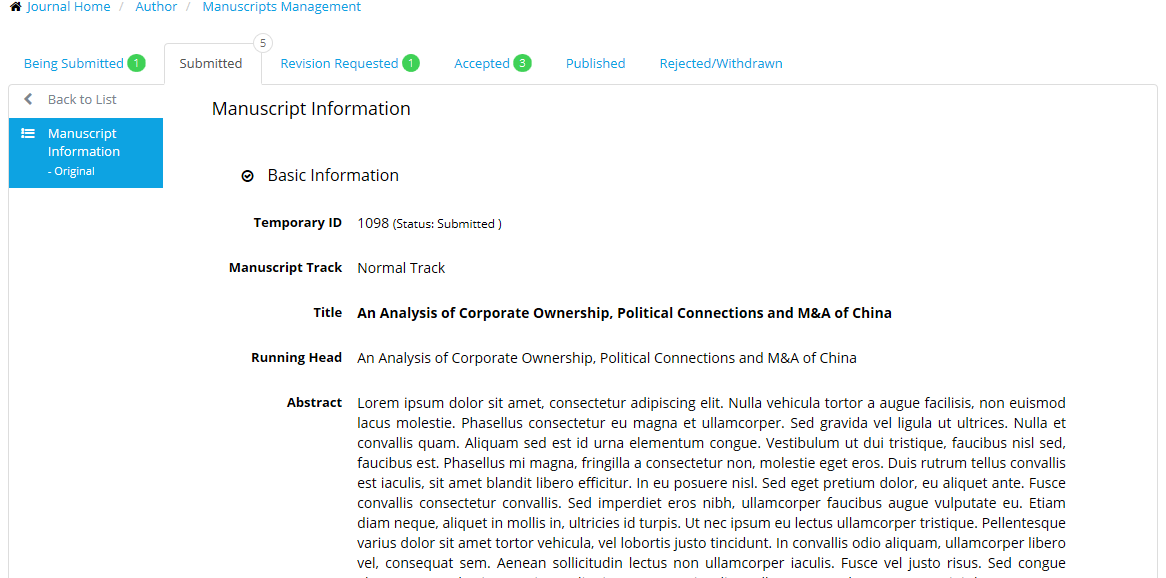 Journal Home / Author / Manuscripts Management
5
Being Submitted 1 Submitted Revision Requested 1 Accepted 3 Published Rejected/Withdrawn
Back to List
Manuscript Information
Manuscript
Information
- Original
Basic Information
Temporary ID 1098 (Status: Submitted )
Manuscript Track Normal Track
Title An Analysis of Corporate Ownership, Political Connections and M&A of China
Running Head An Analysis of Corporate Ownership, Political Connections and M&A of China
Abstract Lorem ipsum dolor sit amet, consectetur adipiscing elit. Nulla vehicula tortor a augue facilisis, non euismod
lacus molestie. Phasellus consectetur eu magna et ullamcorper. Sed gravida vel ligula ut ultrices. Nulla et
convallis quam. Aliquam sed est id urna elementum congue. Vestibulum ut dui tristique, faucibus nisl sed,
faucibus est. Phasellus mi magna, fringilla a consectetur non, molestie eget eros. Duis rutrum tellus convallis
est iaculis, sit amet blandit libero efficitur. In eu posuere nisl. Sed eget pretium dolor, eu aliquet ante. Fusce
convallis consectetur convallis. Sed imperdiet eros nibh, ullamcorper faucibus augue vulputate eu. Etiam
diam neque, aliquet in mollis in, ultricies id turpis. Ut nec ipsum eu lectus ullamcorper tristique. Pellentesque
varius dolor sit amet tortor vehicula, vel lobortis justo tincidunt. In convallis odio aliquam, ullamcorper libero
vel, consequat sem. Aenean sollicitudin lectus non ullamcorper iaculis. Fusce vel justo risus. Sed congue